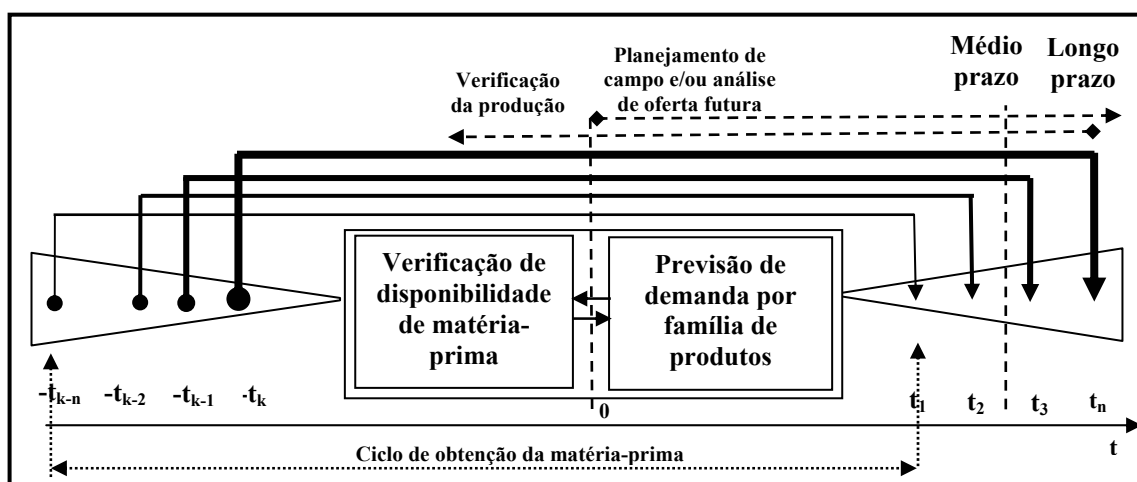 Médio
prazo
Longo
prazo
Planejamento de
campo e/ou análise
de oferta futura
Verificação
da produção
Verificação de
disponibilidade
de matéria-
prima
Previsão de
demanda por
família de
produtos
-tk-n
-tk-2
-tk-1
-tk
0
t1
t2
t3
tn
t
Ciclo de obtenção da matéria-prima